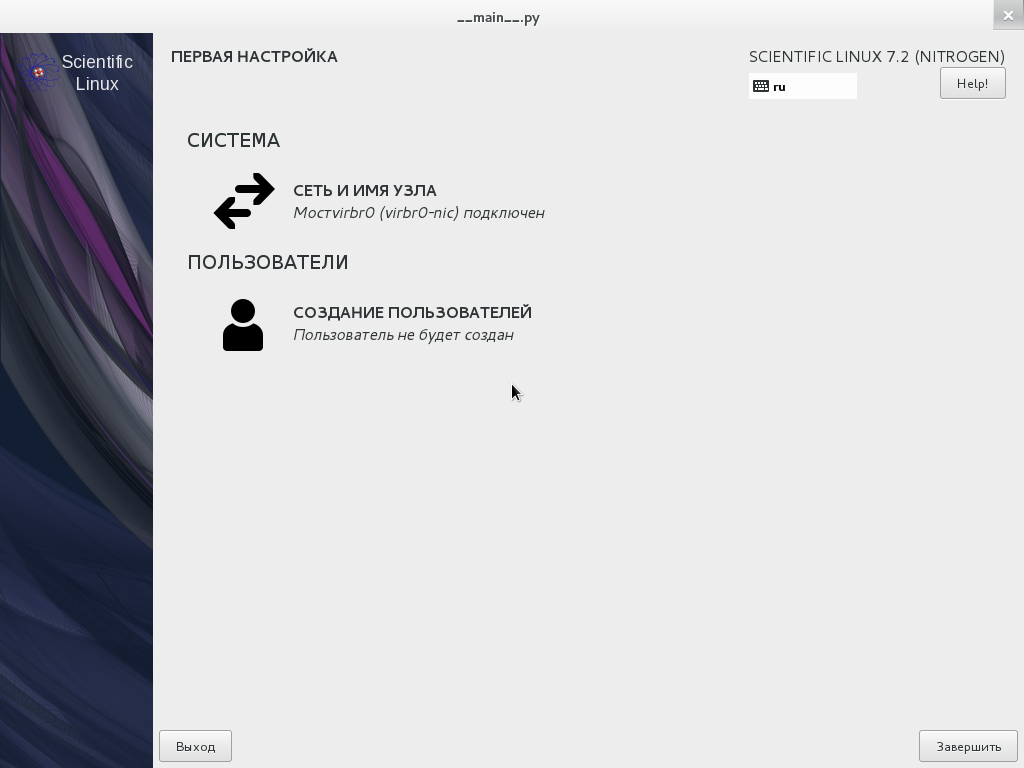 __main__.py
Scientific
Linux
ПЕРВАЯ НАСТРОЙКА
SCIENTIFIC LINUX 7.2 (NITROGEN)
ru
Help!
СИСТЕМА
СЕТЬ И ИМЯ УЗЛА
Мостvirbr0 (virbr0-nic) подключен
ПОЛЬЗОВАТЕЛИ
СОЗДАНИЕ ПОЛЬЗОВАТЕЛЕЙ
Пользователь не будет создан
Выход
Завершить